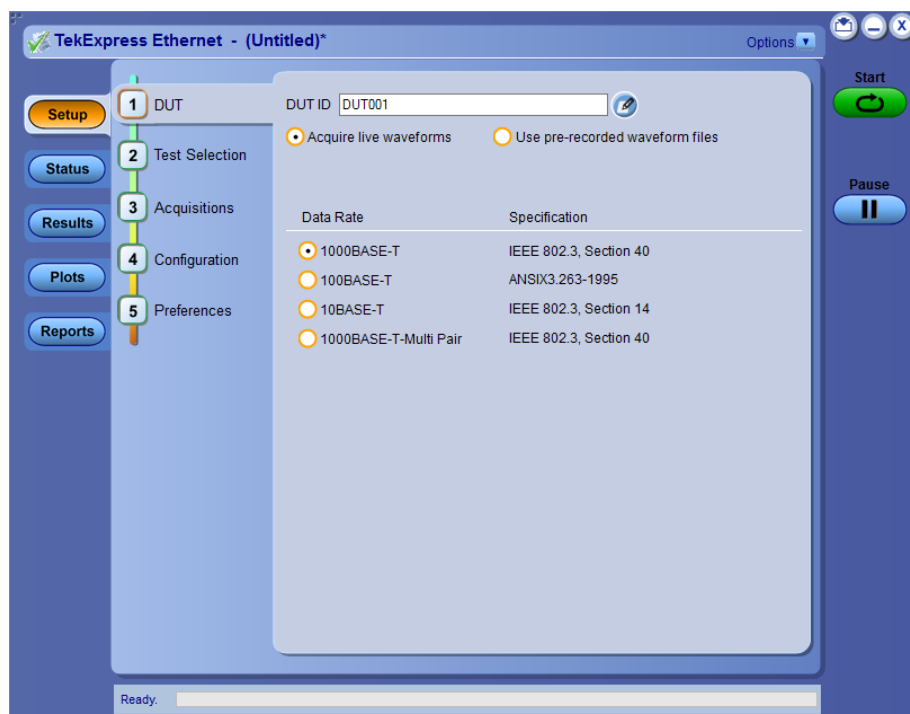 TekExpress Ethernet - (Untitled)*
Options
X
Start
Pause
Setup
Status
Results
Plots
Reports
1 DUT
2 Test Selection
3 Acquisitions
4 Configuration
5 Preferences
DUT ID DUT001
Acquire live waveforms Use pre-recorded waveform files
Data Rate Specification
1000BASE-T IEEE 802.3, Section 40
100BASE-T ANSIX3.263-1995
10BASE-T IEEE 802.3, Section 14
1000BASE-T-Multi Pair IEEE 802.3, Section 40
Ready.